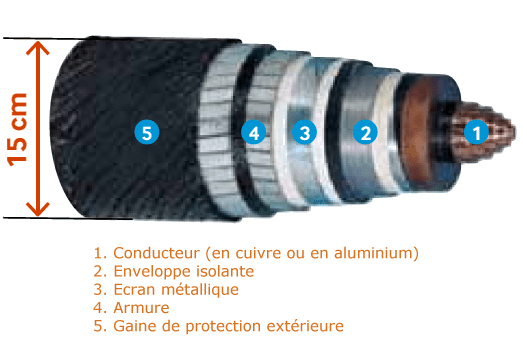 15 cm
5 4 3 2 1
1. Conducteur (en cuivre ou en aluminium)
2. Enveloppe isolante
3. Ecran métallique
4. Armure
5. Gaine de protection extérieure